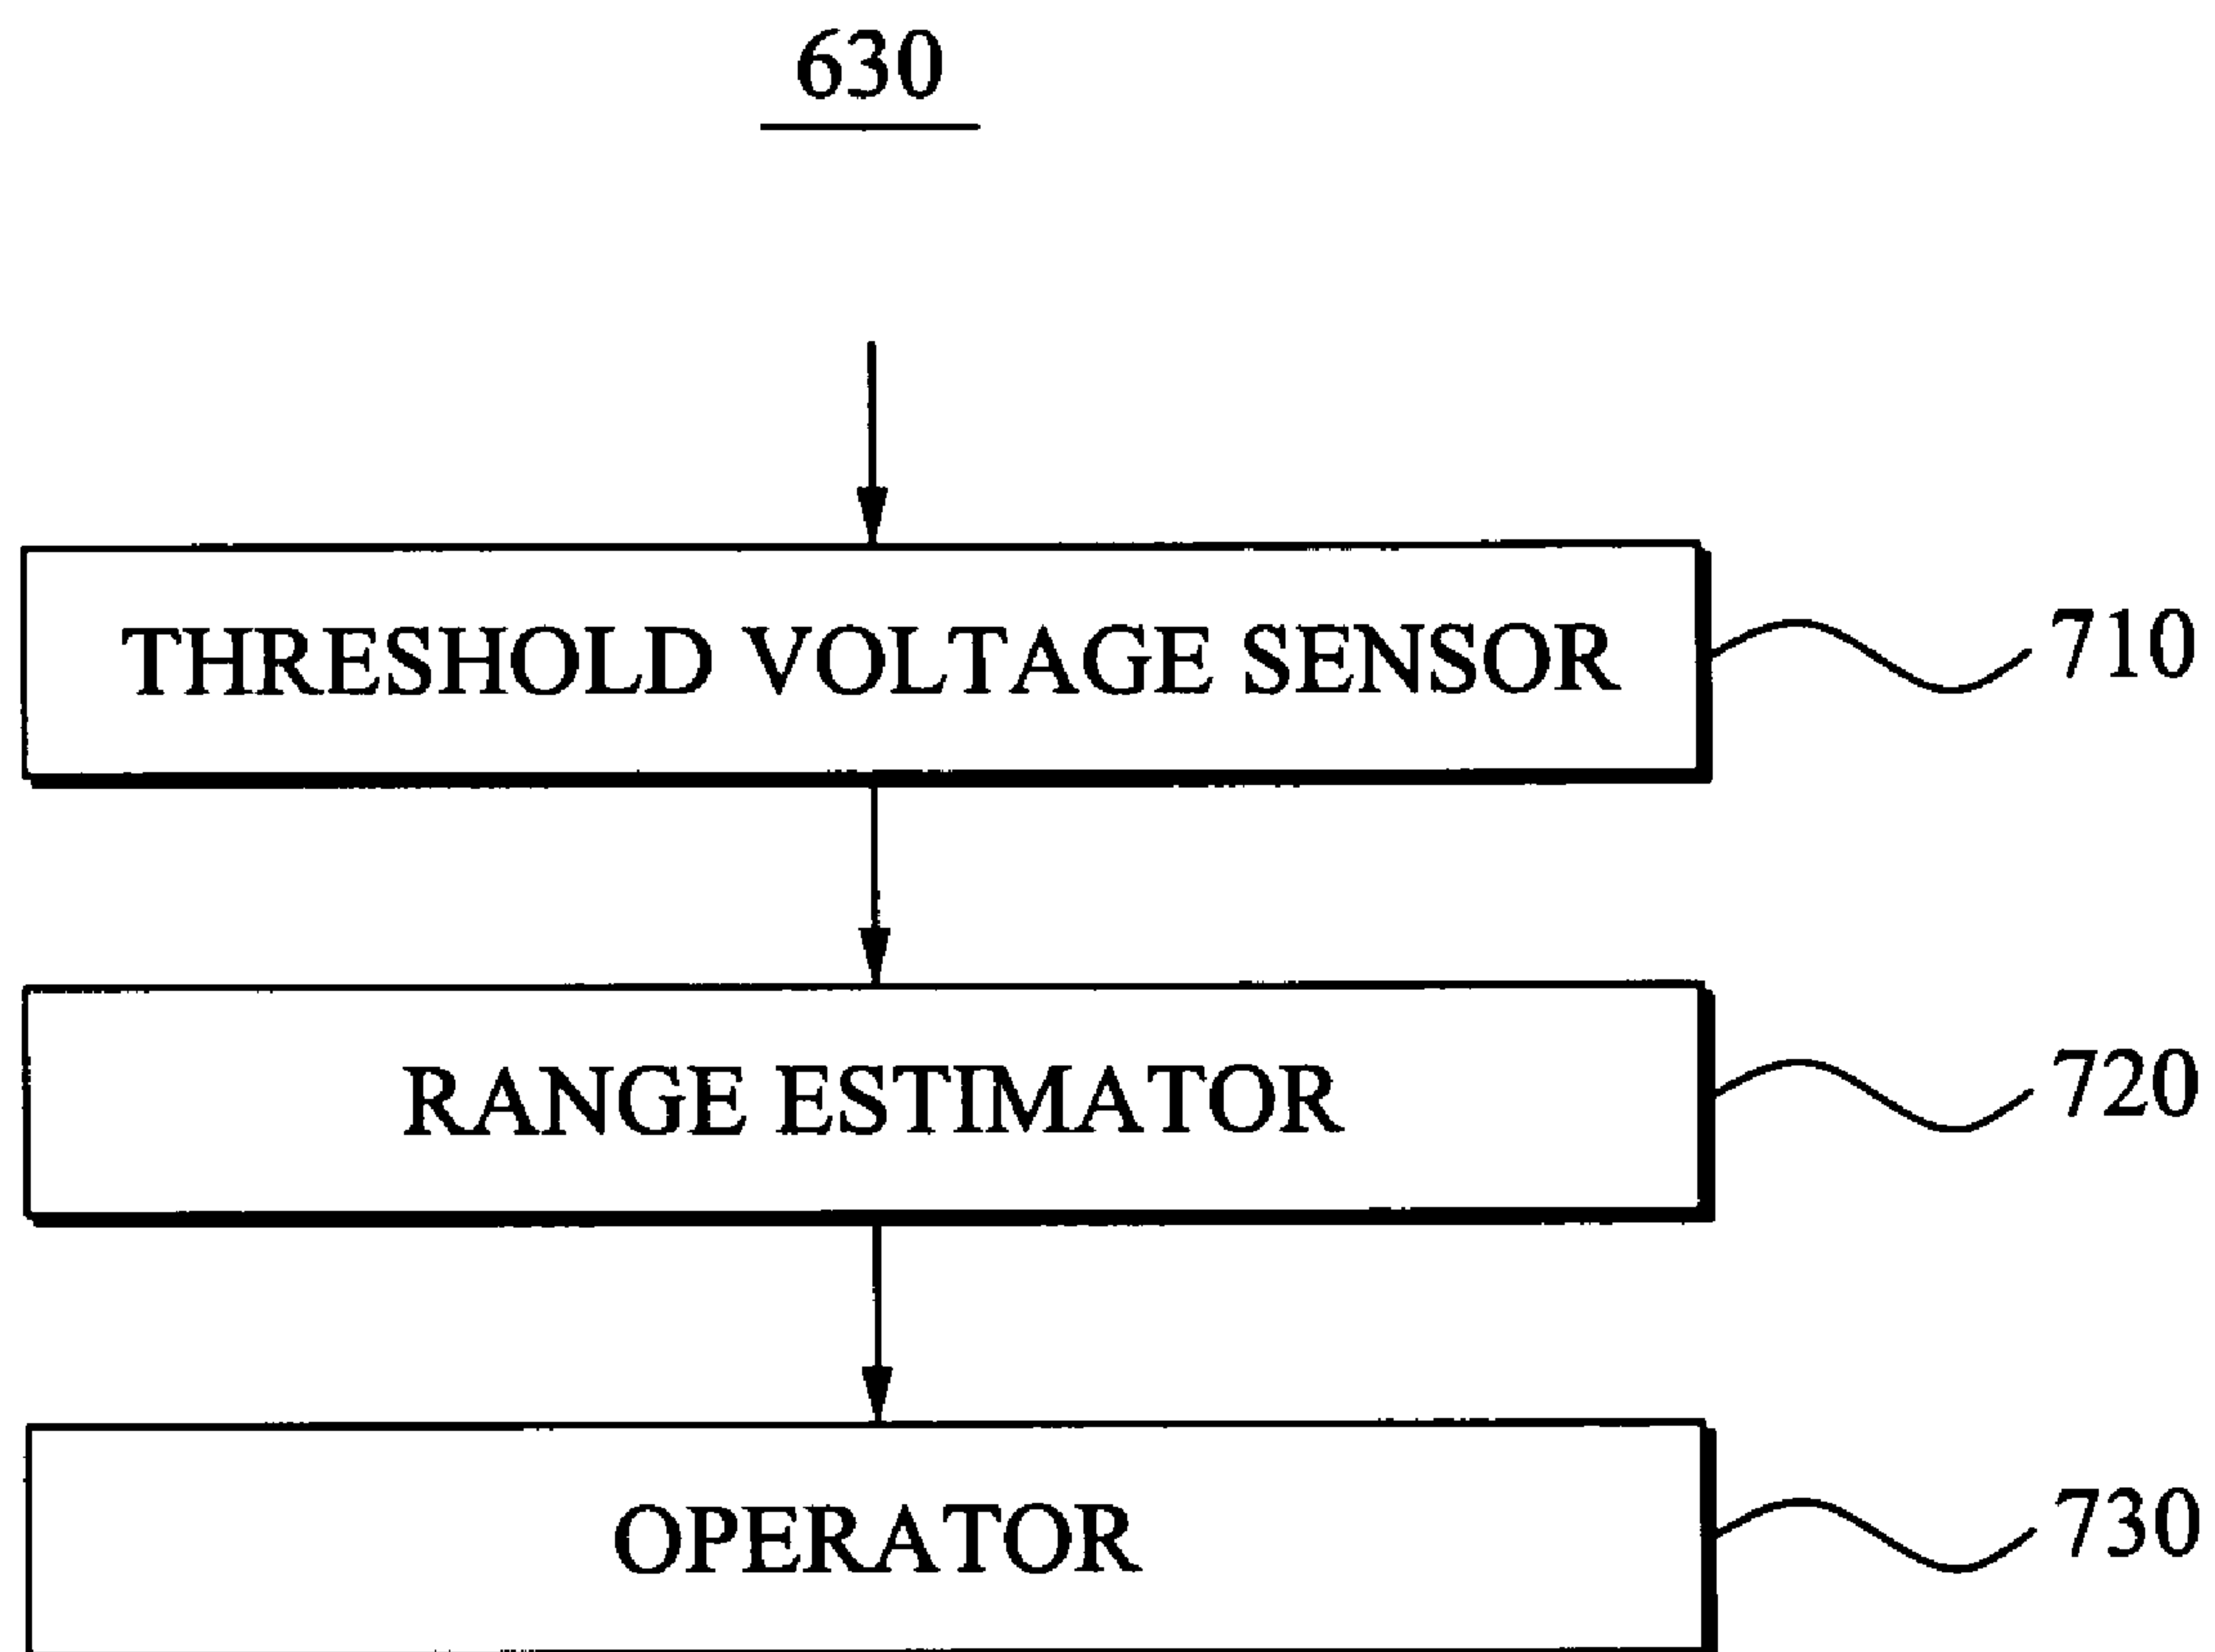 630
THRESHOLD VOLTAGE SENSOR
710
RANGE ESTIMATOR
720
OPERATOR
730